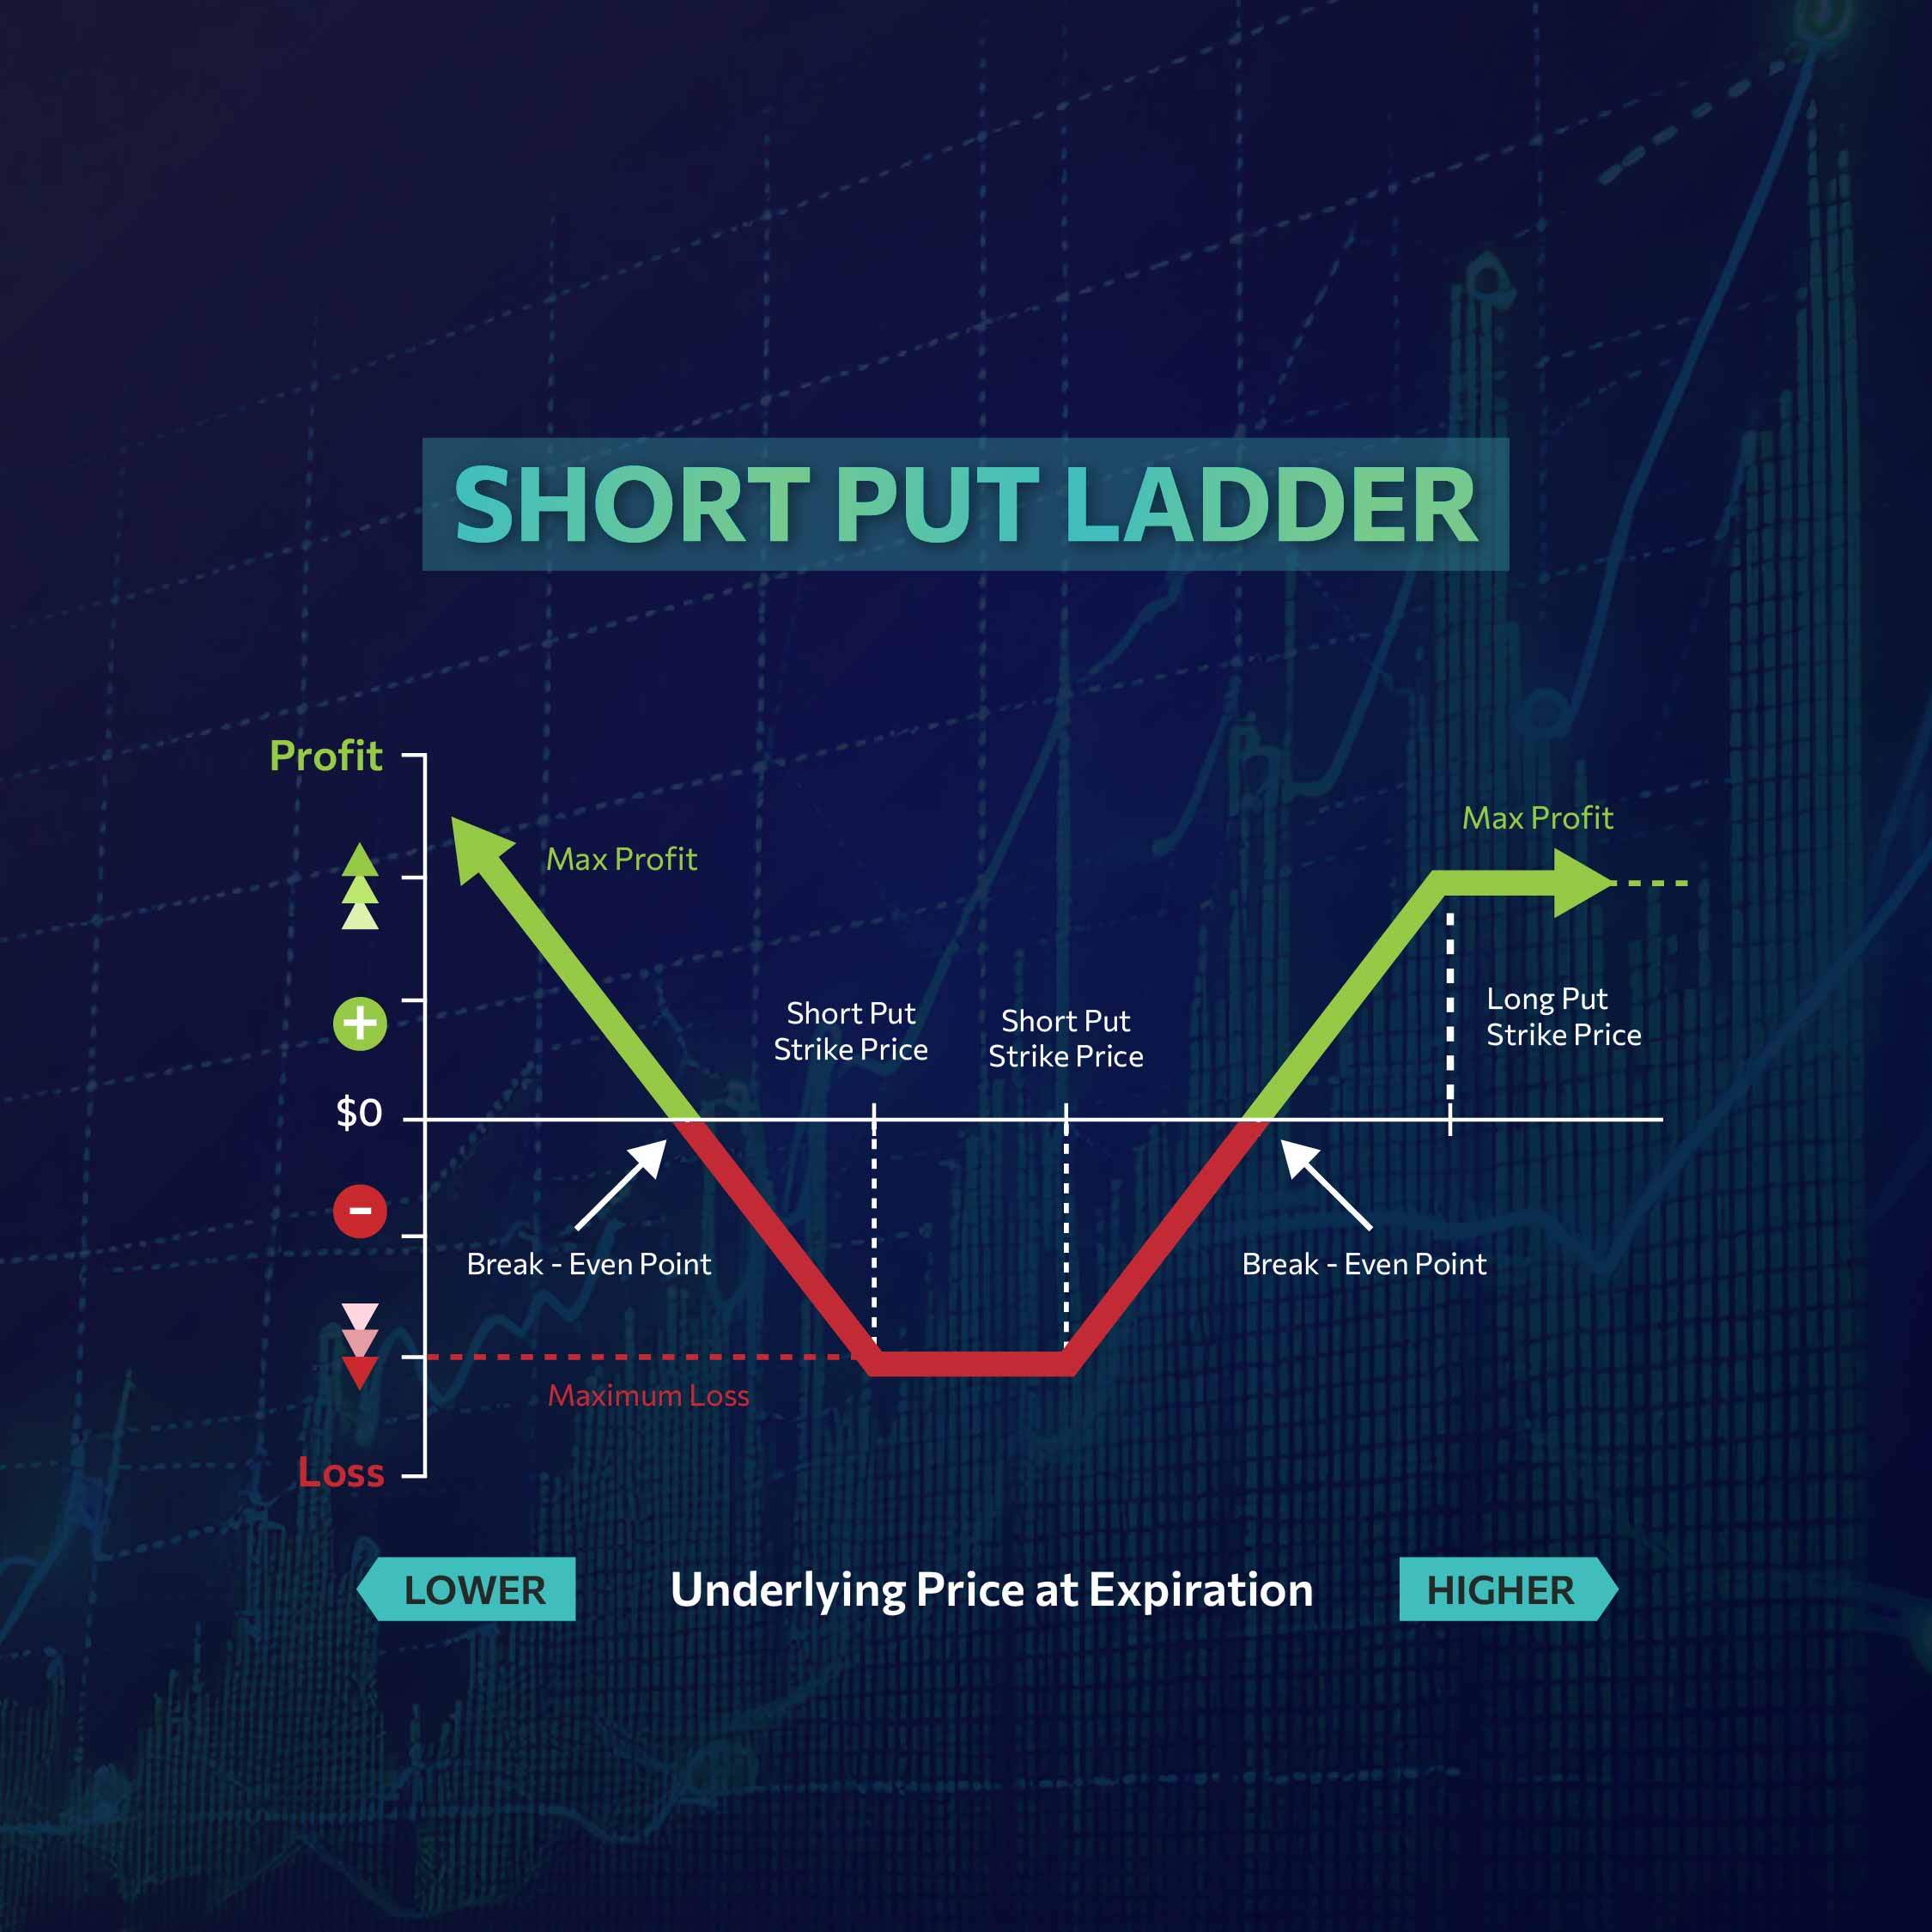 SHORT PUT LADDER
Profit
Max Profit
Max Profit
Short Put
Strike Price
Short Put
Strike Price
Long Put
Strike Price
+
$0
-
Break - Even Point
Break - Even Point
Maximum Loss
Loss
LOWER
Underlying Price at Expiration
HIGHER